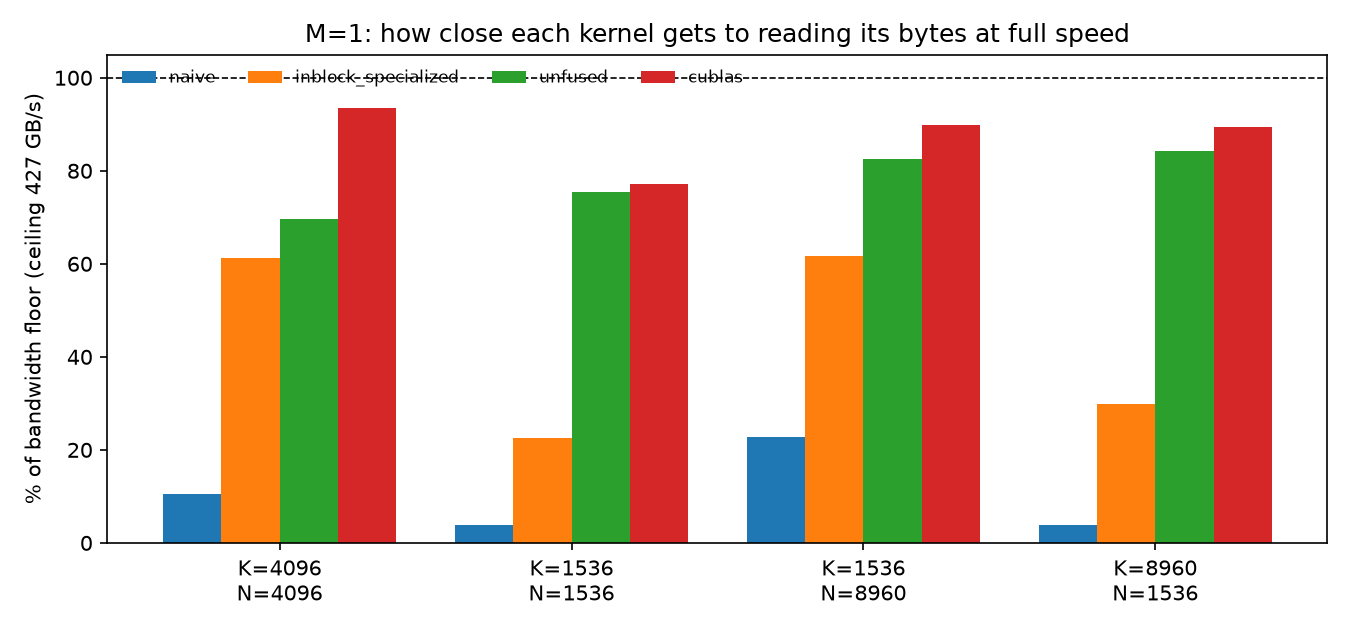 M=1: how close each kernel gets to reading its bytes at full speed
% of bandwidth floor (ceiling 427 GB/s)
100
80
60
40
20
0
naive inblock_specialized unfused cublas
K=4096 K=1536 K=1536 K=8960
N=4096 N=1536 N=8960 N=1536